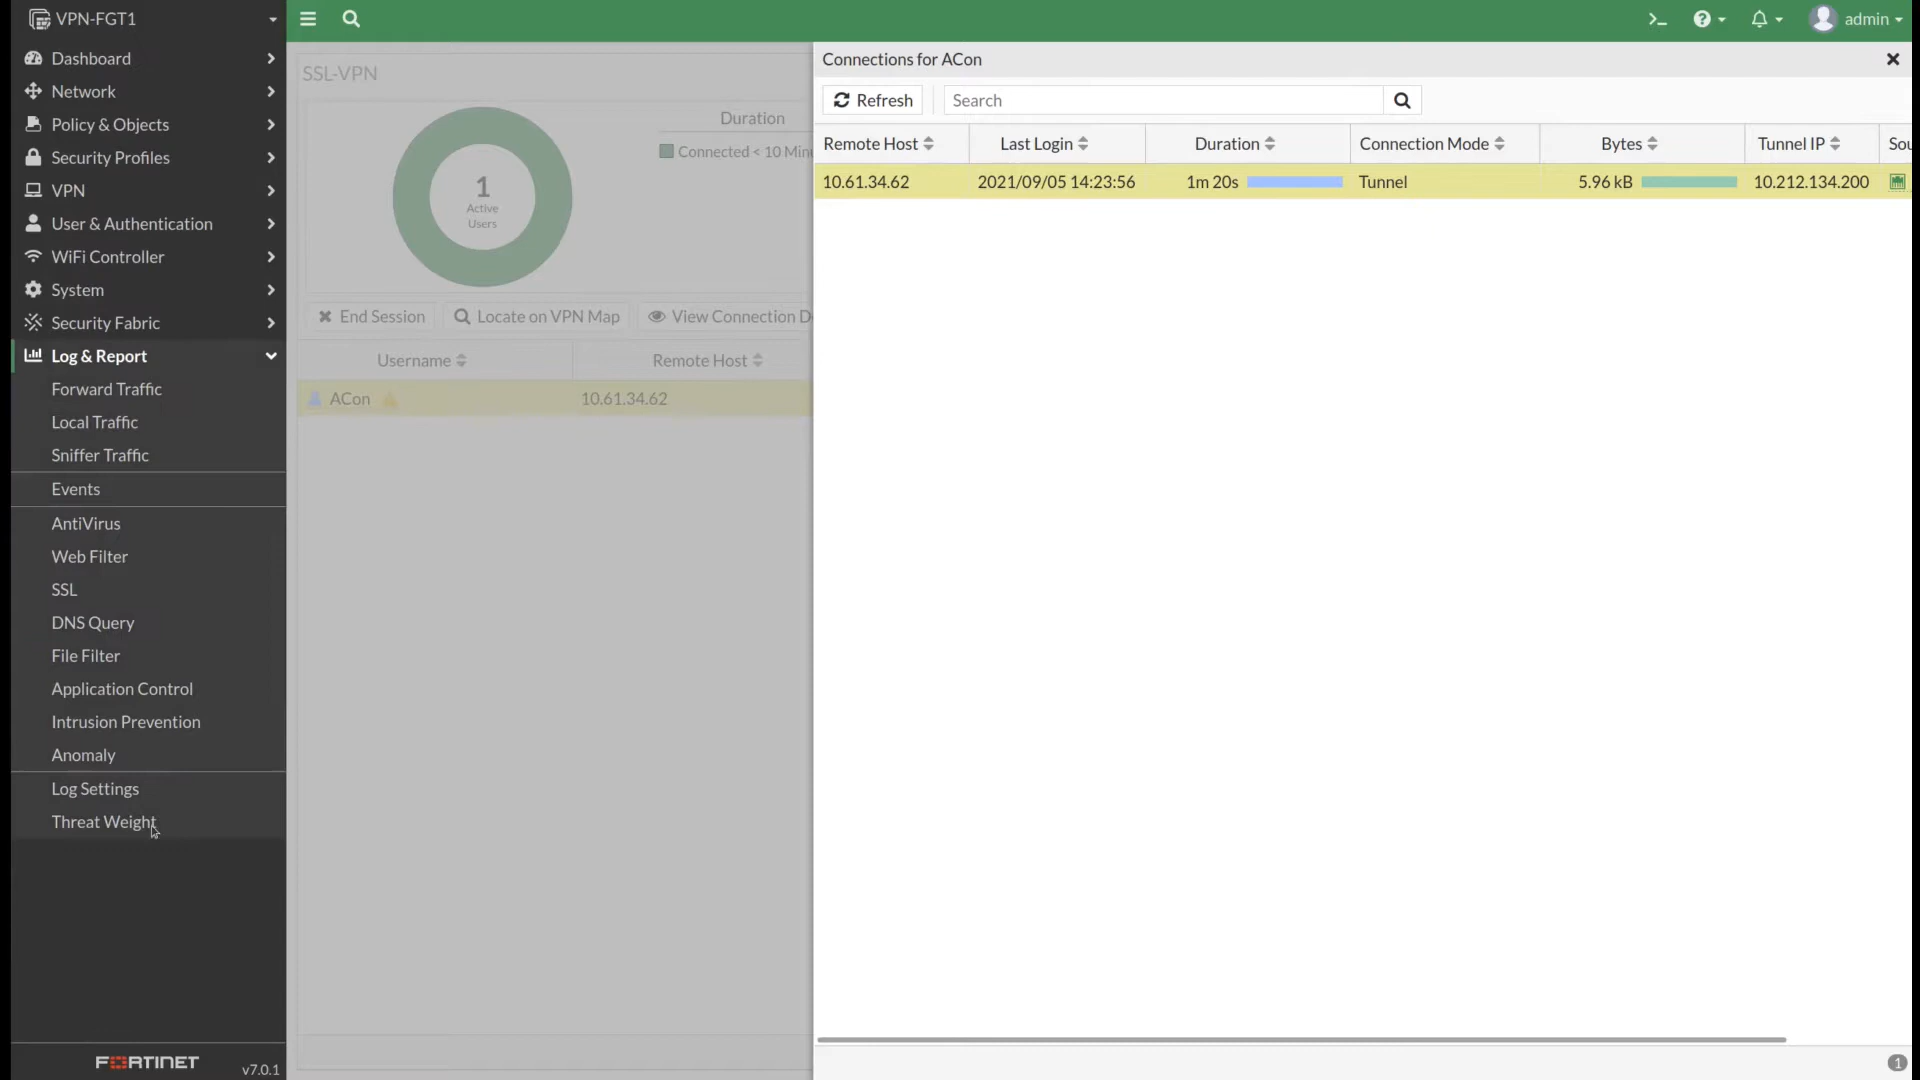 VPN-FGT1
admin
Dashboard
Network
Policy & Objects
Security Profiles
VPN
User & Authentication
WiFi Controller
System
Security Fabric
Log & Report
Forward Traffic
Local Traffic
Sniffer Traffic
Events
AntiVirus
Web Filter
SSL
DNS Query
File Filter
Application Control
Intrusion Prevention
Anomaly
Log Settings
Threat Weight
FORTINET
v7.0.1
SSL-VPN
1
Active
Users
Duration
Connected < 10 Minu
End Session
Locate on VPN Map
View Connection D
Username
Remote Host
ACon
10.61.34.62
Connections for ACon
Refresh
Search
Remote Host
Last Login
Duration
Connection Mode
Bytes
Tunnel IP
Sou
10.61.34.62
2021/09/05 14:23:56
1m 20s
Tunnel
5.96 kB
10.212.134.200
1